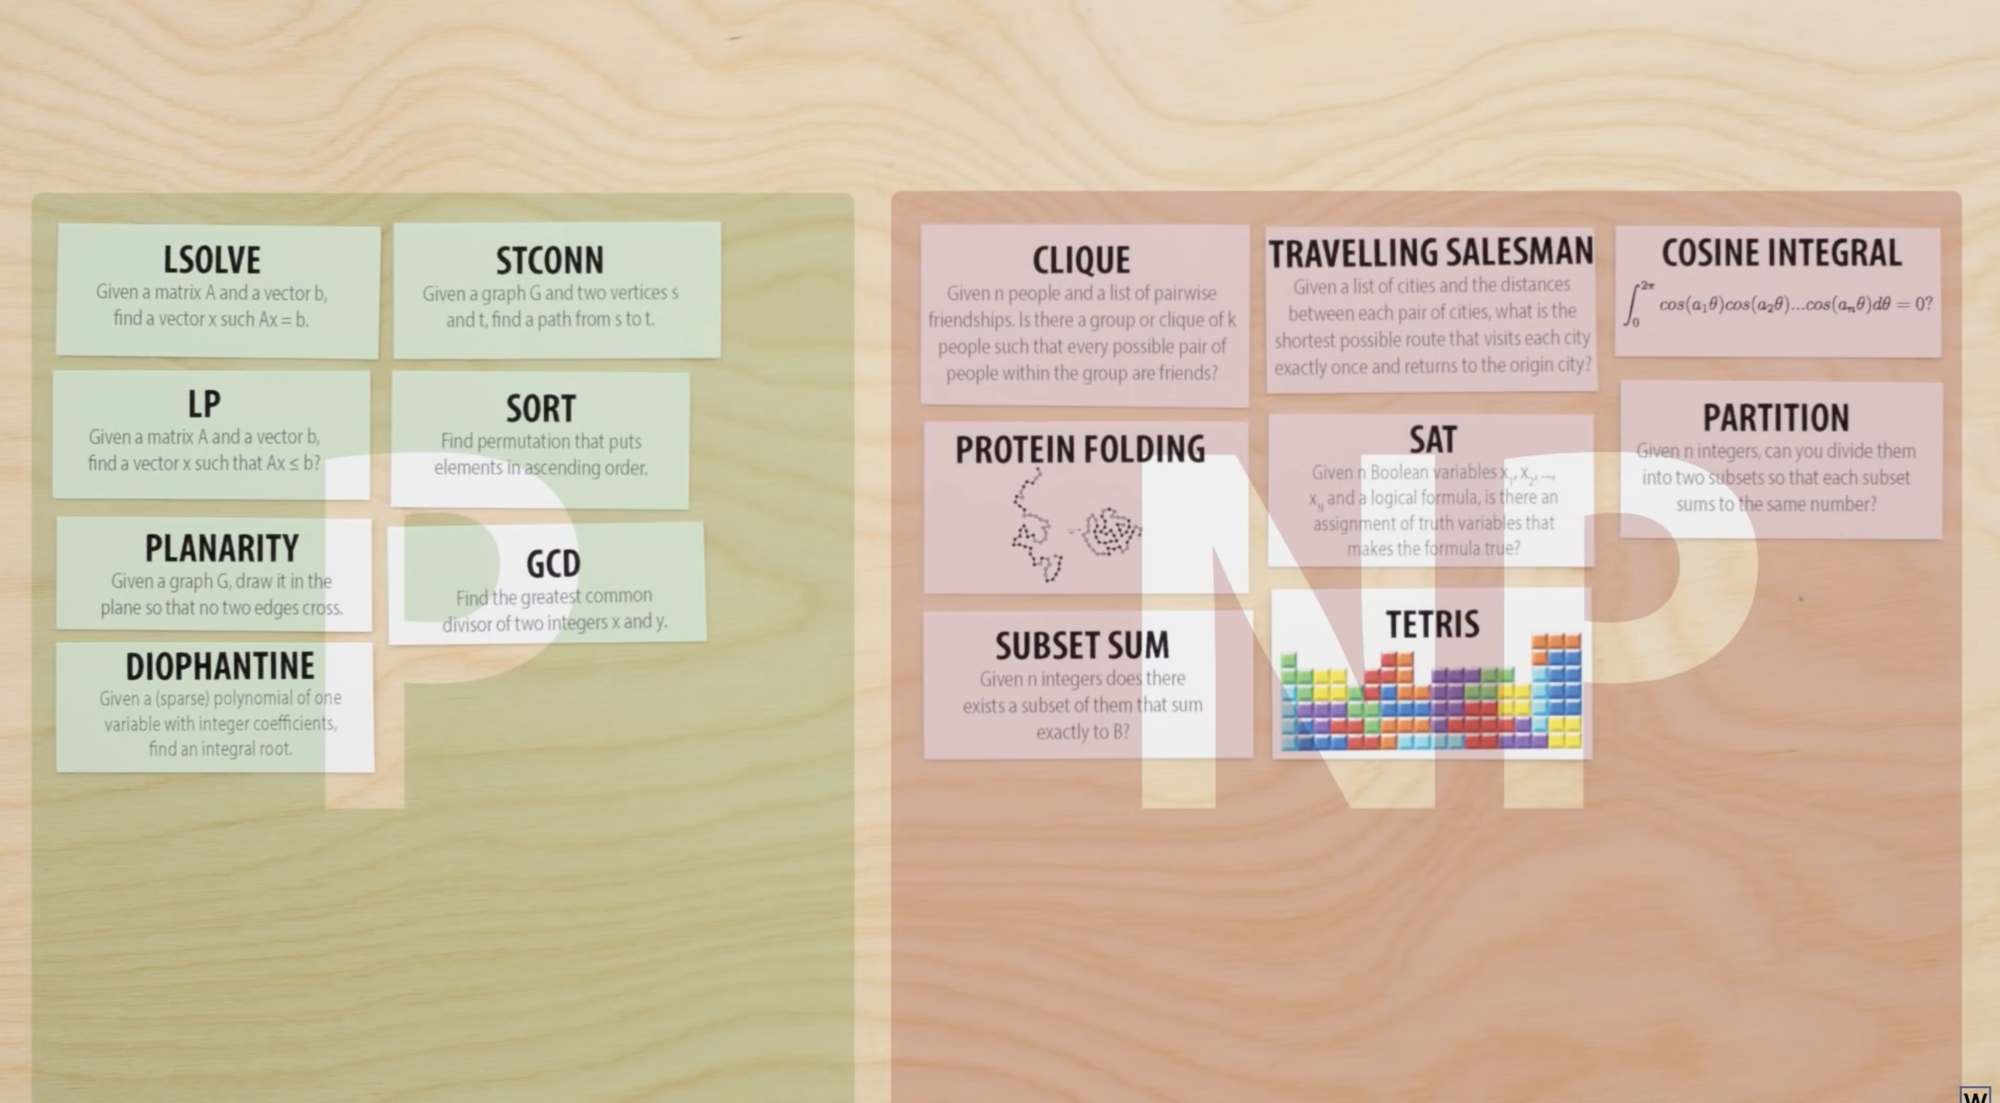 LSOLVE
Given a matrix A and a vector b,
find a vector x such Ax = b.
STCONN
Given a graph G and two vertices s
and t, find a path from s to t.
LP
Given a matrix A and a vector b,
find a vector x such that Ax ≤ b?
SORT
Find permutation that puts
elements in ascending order.
PLANARITY
Given a graph G, draw it in the
plane so that no two edges cross.
GCD
Find the greatest common
divisor of two integers x and y.
DIOPHANTINE
Given a (sparse) polynomial of one
variable with integer coefficients,
find an integral root.
P
CLIQUE
Given n people and a list of pairwise
friendships. Is there a group or clique of k
people such that every possible pair of
people within the group are friends?
TRAVELLING SALESMAN
Given a list of cities and the distances
between each pair of cities, what is the
shortest possible route that visits each city
exactly once and returns to the origin city?
COSINE INTEGRAL
∫₀^{2π} cos(a₁θ)cos(a₂θ)...cos(aₙθ)dθ = 0?
PROTEIN FOLDING
SAT
Given n Boolean variables x₁, x₂, ...,
x_N and a logical formula, is there an
assignment of truth variables that
makes the formula true?
PARTITION
Given n integers, can you divide them
into two subsets so that each subset
sums to the same number?
SUBSET SUM
Given n integers does there
exists a subset of them that sum
exactly to B?
TETRIS
NP
W